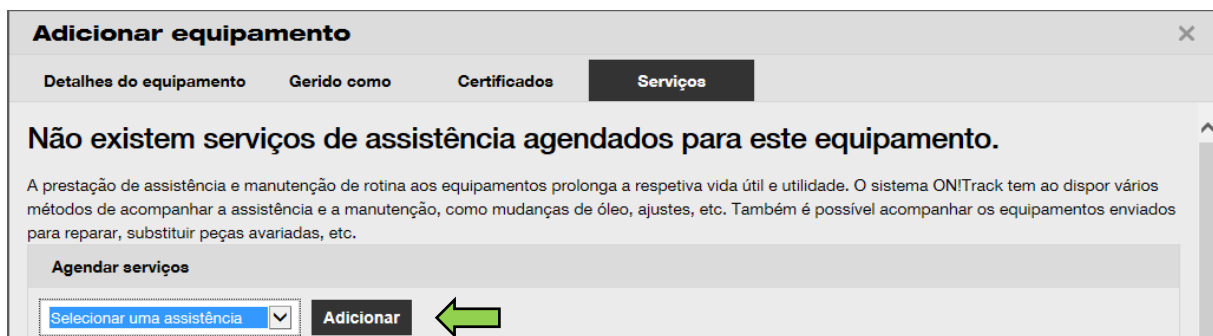 Adicionar equipamento
Detalhes do equipamento Gerido como Certificados Serviços
Não existem serviços de assistência agendados para este equipamento.
A prestação de assistência e manutenção de rotina aos equipamentos prolonga a respetiva vida útil e utilidade. O sistema ON!Track tem ao dispor vários
métodos de acompanhar a assistência e a manutenção, como mudanças de óleo, ajustes, etc. Também é possível acompanhar os equipamentos enviados
para reparar, substituir peças avariadas, etc.
Agendar serviços
Selecionar uma assistência Adicionar